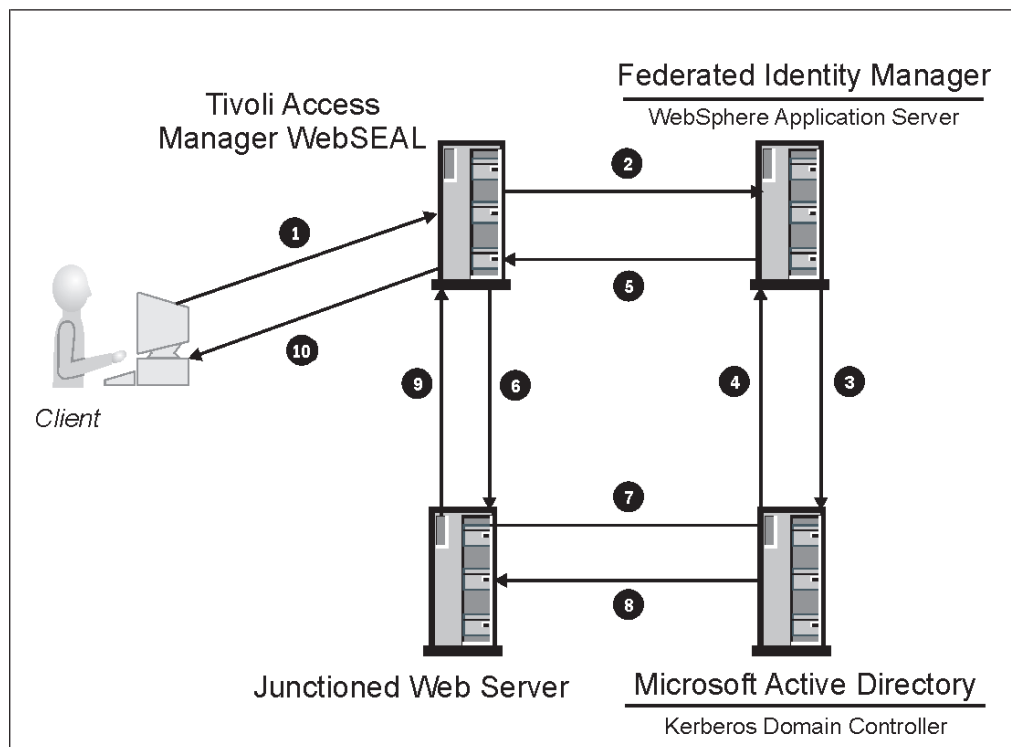 Federated Identity Manager
WebSphere Application Server
Tivoli Access
Manager WebSEAL
2
1
5
10
9
6
4
3
Client
7
8
Junctioned Web Server
Microsoft Active Directory
Kerberos Domain Controller